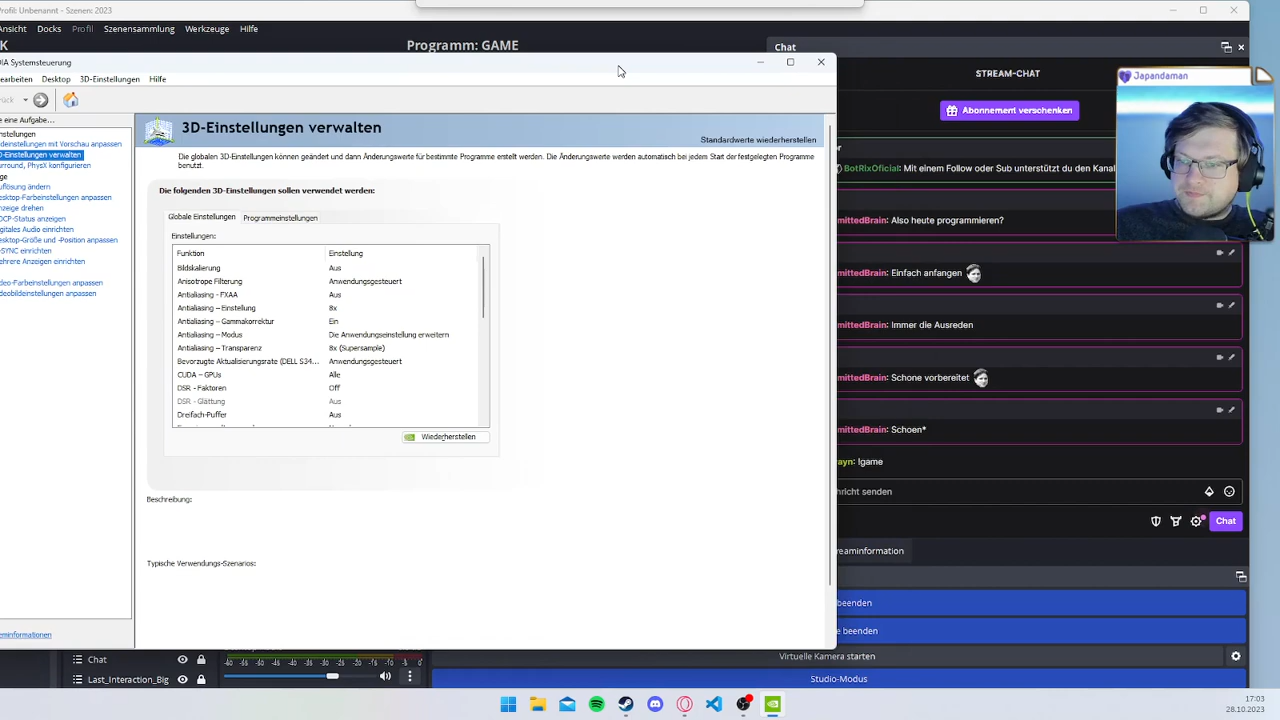 Profil: Unbenannt - Szenen: 2023
Ansicht Docks Profil Szenensammlung Werkzeuge Hilfe
Programm: GAME
Chat
STREAM-CHAT
Abonnement verschenken
BotRixOficial: Mit einem Follow oder Sub unterstützt du den Kanal
mittedBrain: Also heute programmieren?
mittedBrain: Einfach anfangen
mittedBrain: Immer die Ausreden
mittedBrain: Schone vorbereitet
mittedBrain: Schoen*
rayn: !game
hricht senden
Chat
reaminformation
beenden
e beenden
Virtuelle Kamera starten
Studio-Modus
Japandaman
DIA Systemsteuerung
earbeiten Desktop 3D-Einstellungen Hilfe
rück
e eine Aufgabe...
nstellungen
deinstellungen mit Vorschau anpassen
D-Einstellungen verwalten
urround, PhysX konfigurieren
ge
uflösung ändern
esktop-Farbeinstellungen anpassen
nzeige drehen
DCP-Status anzeigen
igitales Audio einrichten
esktop-Größe und -Position anpassen
-SYNC einrichten
ehrere Anzeigen einrichten
ideo-Farbeinstellungen anpassen
ideobildeinstellungen anpassen
eminformationen
3D-Einstellungen verwalten
Standardwerte wiederherstellen
Die globalen 3D-Einstellungen können geändert und dann Änderungswerte für bestimmte Programme erstellt werden. Die Änderungswerte werden automatisch bei jedem Start der festgelegten Programme
benutzt.
Die folgenden 3D-Einstellungen sollen verwendet werden:
Globale Einstellungen Programmeinstellungen
Einstellungen:
Funktion Einstellung
Bildskalierung Aus
Anisotrope Filterung Anwendungsgesteuert
Antialiasing - FXAA Aus
Antialiasing – Einstellung 8x
Antialiasing - Gammakorrektur Ein
Antialiasing – Modus Die Anwendungseinstellung erweitern
Antialiasing – Transparenz 8x (Supersample)
Bevorzugte Aktualisierungsrate (DELL S34... Anwendungsgesteuert
CUDA – GPUs Alle
DSR - Faktoren Off
DSR - Glättung Aus
Dreifach-Puffer Aus
Wiederherstellen
Beschreibung:
Typische Verwendungs-Szenarios:
Chat
Last_Interaction_Big
17:03
28.10.2023